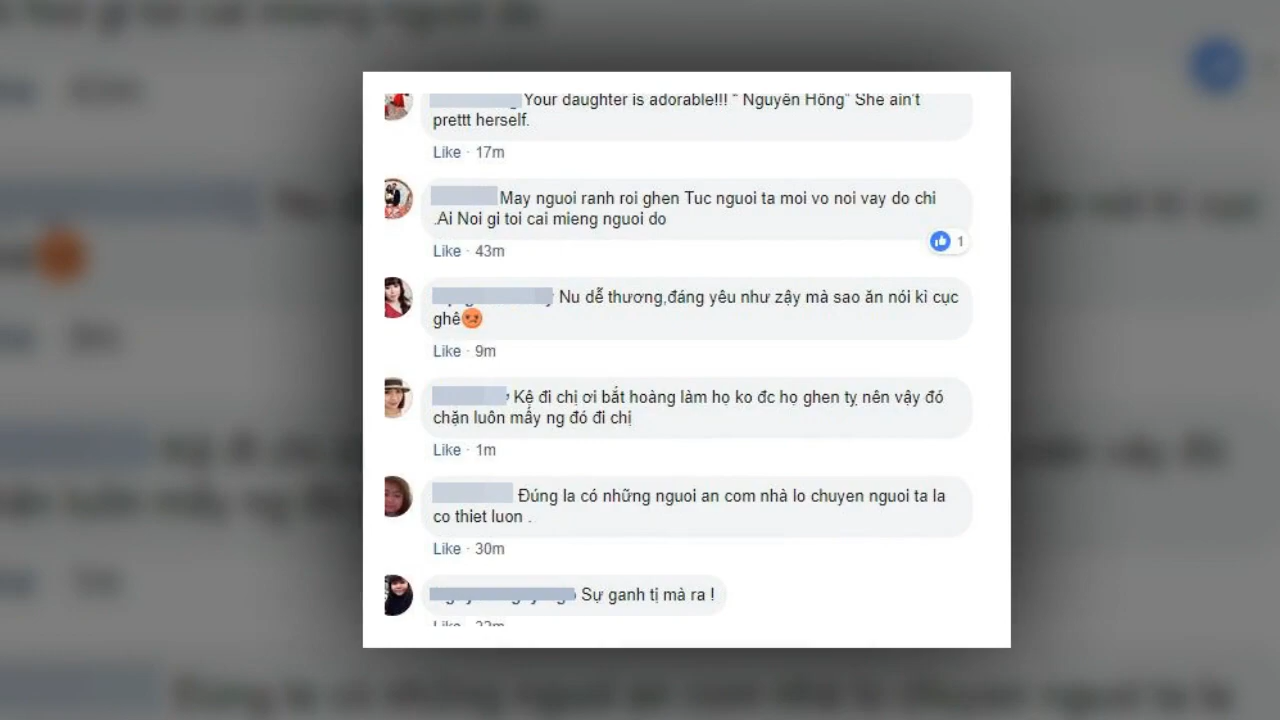 Your daughter is adorable!!! “ Nguyên Hông” She ain't
prettt herself.
Like · 17m
May nguoi ranh roi ghen Tuc nguoi ta moi vo noi vay do chi
.Ai Noi gi toi cai mieng nguoi do
1
Like · 43m
Nu dễ thương,đáng yêu như zậy mà sao ăn nói kì cục
ghê
Like · 9m
Kệ đi chị ơi bắt hoàng làm họ ko đc họ ghen tỵ nên vậy đó
chặn luôn mấy ng đó đi chị
Like · 1m
Đúng la có những nguoi an com nhà lo chuyen nguoi ta la
co thiet luon .
Like · 30m
Sự ganh tị mà ra !
Like